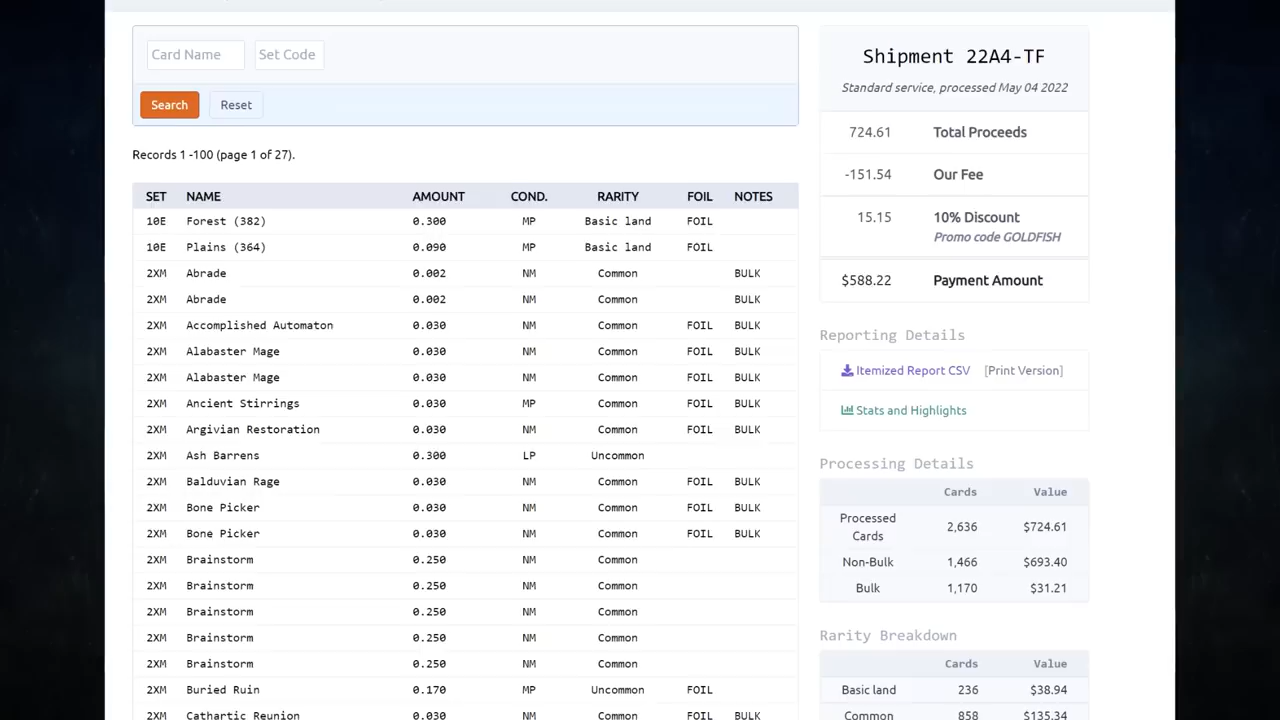 Card Name Set Code
Search Reset
Records 1 -100 (page 1 of 27).
SET NAME AMOUNT COND. RARITY FOIL NOTES
10E Forest (382) 0.300 MP Basic land FOIL
10E Plains (364) 0.090 MP Basic land FOIL
2XM Abrade 0.002 NM Common BULK
2XM Abrade 0.002 NM Common BULK
2XM Accomplished Automaton 0.030 NM Common FOIL BULK
2XM Alabaster Mage 0.030 NM Common FOIL BULK
2XM Alabaster Mage 0.030 NM Common FOIL BULK
2XM Ancient Stirrings 0.030 MP Common FOIL BULK
2XM Argivian Restoration 0.030 NM Common FOIL BULK
2XM Ash Barrens 0.300 LP Uncommon
2XM Balduvian Rage 0.030 NM Common FOIL BULK
2XM Bone Picker 0.030 NM Common FOIL BULK
2XM Bone Picker 0.030 NM Common FOIL BULK
2XM Brainstorm 0.250 NM Common
2XM Brainstorm 0.250 NM Common
2XM Brainstorm 0.250 NM Common
2XM Brainstorm 0.250 NM Common
2XM Brainstorm 0.250 NM Common
2XM Buried Ruin 0.170 MP Uncommon FOIL
2XM Cathartic Reunion 0.030 NM Common FOIL BULK
Shipment 22A4-TF
Standard service, processed May 04 2022
724.61 Total Proceeds
-151.54 Our Fee
15.15 10% Discount
Promo code GOLDFISH
$588.22 Payment Amount
Reporting Details
Itemized Report CSV [Print Version]
Stats and Highlights
Processing Details
Cards Value
Processed
Cards 2,636 $724.61
Non-Bulk 1,466 $693.40
Bulk 1,170 $31.21
Rarity Breakdown
Cards Value
Basic land 236 $38.94
Common 858 $135.34